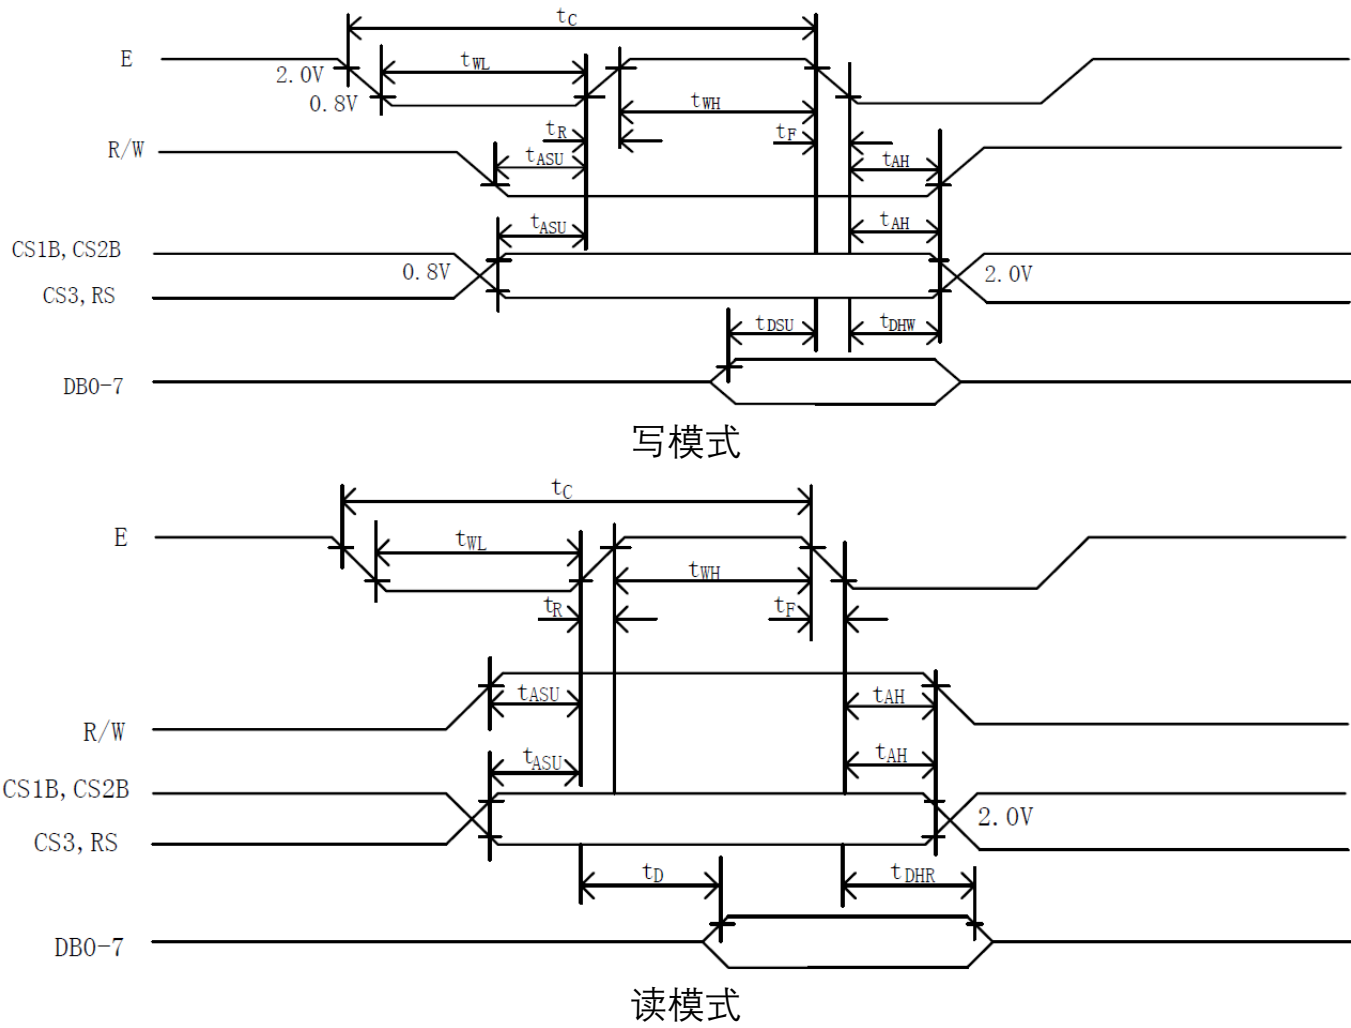 tC
E
tWL
2.0V
0.8V
tWH
tR
tF
R/W
tASU
tAH
tASU
tAH
CS1B, CS2B
0.8V
2.0V
CS3, RS
tDSU
tDHW
DB0-7
写模式
tC
E
tWL
tWH
tR
tF
tASU
tAH
R/W
tASU
tAH
CS1B, CS2B
2.0V
CS3, RS
tD
tDHR
DB0-7
读模式